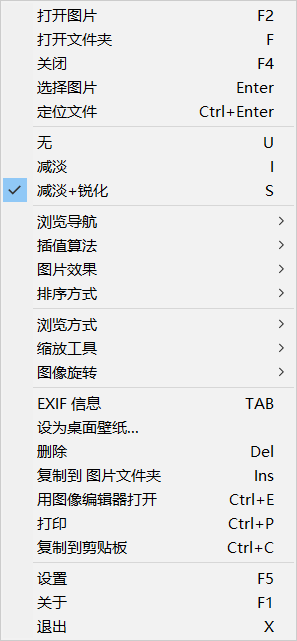 打开图片 F2
打开文件夹 F
关闭 F4
选择图片 Enter
定位文件 Ctrl+Enter
无 U
减淡 I
减淡+锐化 S
浏览导航
插值算法
图片效果
排序方式
浏览方式
缩放工具
图像旋转
EXIF 信息 TAB
设为桌面壁纸...
删除 Del
复制到 图片文件夹 Ins
用图像编辑器打开 Ctrl+E
打印 Ctrl+P
复制到剪贴板 Ctrl+C
设置 F5
关于 F1
退出 X